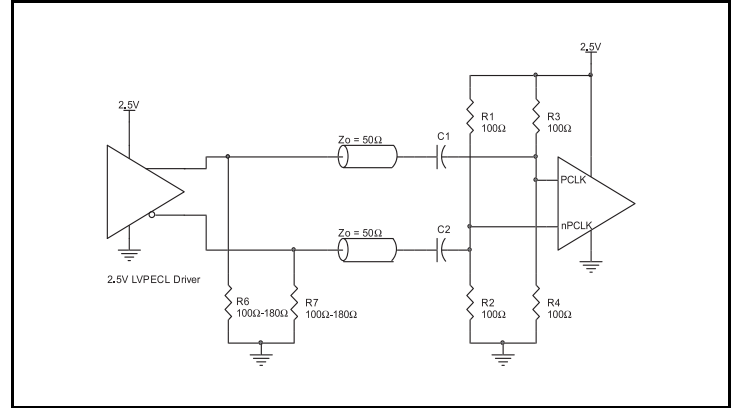 2.5V
2.5V
Zo = 50Ω
C1
R1
100Ω
R3
100Ω
PCLK
nPCLK
Zo = 50Ω
C2
2.5V LVPECL Driver
R6
100Ω-180Ω
R7
100Ω-180Ω
R2
100Ω
R4
100Ω